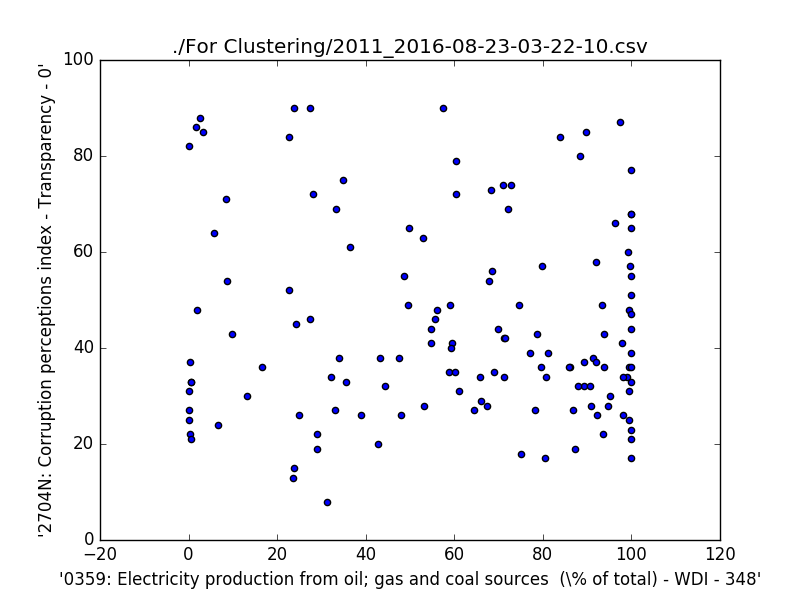 ./For Clustering/2011_2016-08-23-03-22-10.csv
100
80
60
40
20
0
'2704N: Corruption perceptions index - Transparency - 0'
−20 0 20 40 60 80 100 120
'0359: Electricity production from oil; gas and coal sources  (\% of total) - WDI - 348'